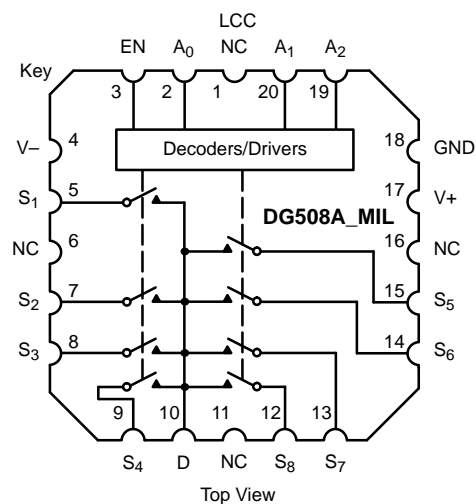 LCC
EN A0 NC A1 A2
Key
3 2 1 20 19
V– 4 Decoders/Drivers 18 GND
S1 5 17 V+
DG508A_MIL
NC 6 16 NC
S2 7 15 S5
S3 8 14 S6
9 10 11 12 13
S4 D NC S8 S7
Top View